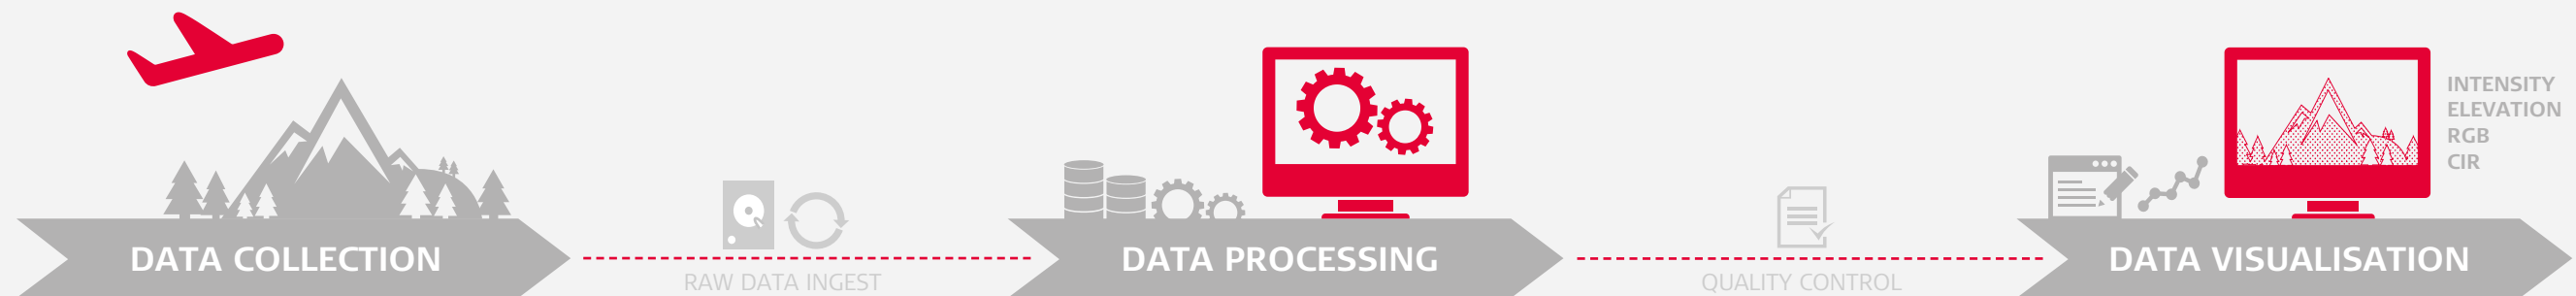 DATA COLLECTION
RAW DATA INGEST
DATA PROCESSING
QUALITY CONTROL
DATA VISUALISATION
INTENSITY
ELEVATION
RGB
CIR